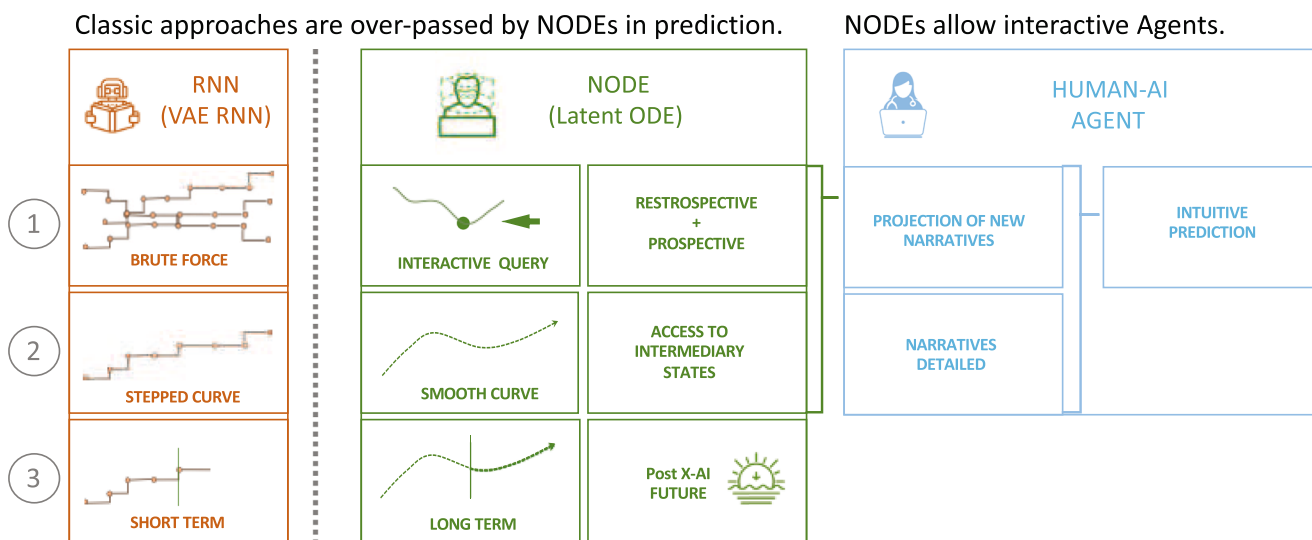 Classic approaches are over-passed by NODEs in prediction.
NODEs allow interactive Agents.
RNN
(VAE RNN)
NODE
(Latent ODE)
HUMAN-AI
AGENT
1
BRUTE FORCE
INTERACTIVE QUERY
RESTROSPECTIVE
+
PROSPECTIVE
PROJECTION OF NEW
NARRATIVES
INTUITIVE
PREDICTION
2
STEPPED CURVE
SMOOTH CURVE
ACCESS TO
INTERMEDIARY
STATES
NARRATIVES
DETAILED
3
SHORT TERM
LONG TERM
Post X-AI
FUTURE